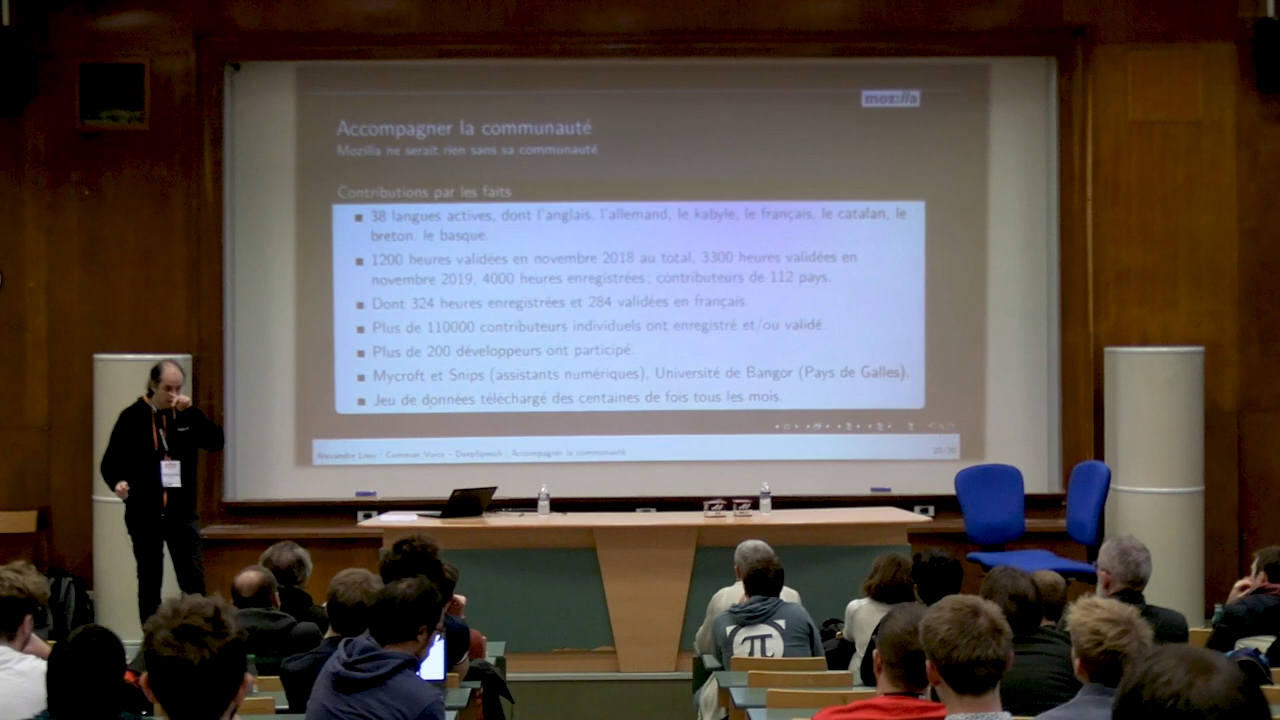 moz://a
Accompagner la communauté
Mozilla ne serait rien sans sa communauté
Contributions par les faits
38 langues actives, dont l'anglais, l'allemand, le kabyle, le français, le catalan, le
breton, le basque.
1200 heures validées en novembre 2018 au total, 3300 heures validées en
novembre 2019, 4000 heures enregistrées ; contributeurs de 112 pays.
Dont 324 heures enregistrées et 284 validées en français.
Plus de 110000 contributeurs individuels ont enregistré et/ou validé.
Plus de 200 développeurs ont participé.
Mycroft et Snips (assistants numériques), Université de Bangor (Pays de Galles).
Jeu de données téléchargé des centaines de fois tous les mois.
Alexandre Common Voice – DeepSpeech Accompagner la communauté
π